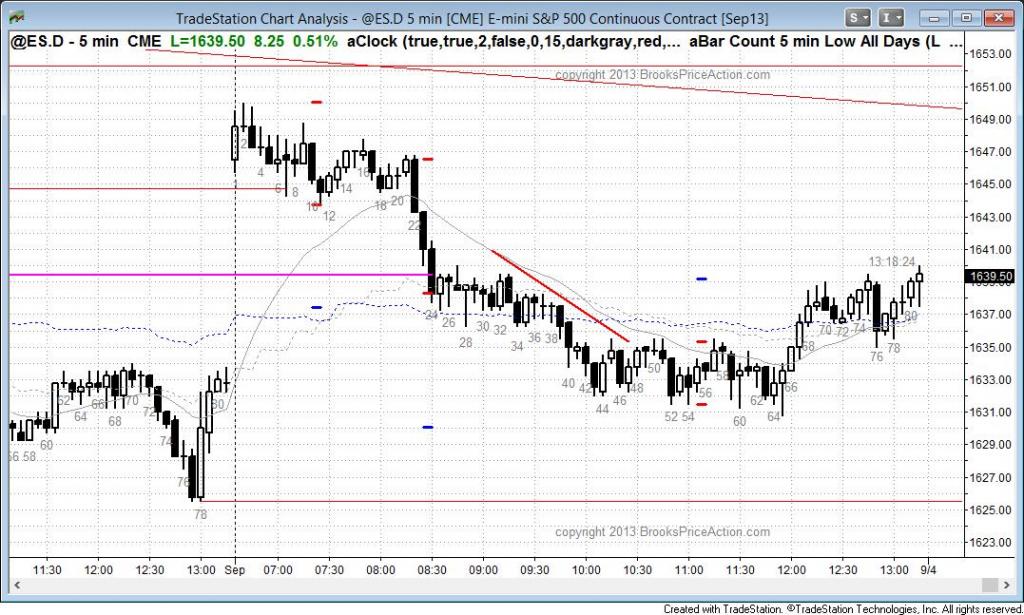 TradeStation Chart Analysis - @ES.D 5 min [CME] E-mini S&P 500 Continuous Contract [Sep13]
S I
@ES.D - 5 min CME L=1639.50 8.25 0.51% aClock (true,true,2,false,0,15,darkgray,red,... aBar Count 5 min Low All Days (L ...
copyright 2013 BrooksPriceAction.com
1653.00
1651.00
1649.00
1647.00
1645.00
1643.00
1641.00
1639.50
1637.00
1635.00
1633.00
1631.00
1629.00
1627.00
1625.00
1623.00
13:18:24
58 60 62 64 66 68 70 72 74 76 78 80
2 4 6 8 10 12 14 16 18 20 22 24 26 28 30 32 34 36 38 40 42 44 46 48 50 52 54 56 58 60 62 64 66 68 70 72 74 76 78 80
copyright 2013 BrooksPriceAction.com
11:30 12:00 12:30 13:00 Sep 07:00 07:30 08:00 08:30 09:00 09:30 10:00 10:30 11:00 11:30 12:00 12:30 13:00 9/4
Created with TradeStation. ©TradeStation Technologies, Inc. All rights reserved.